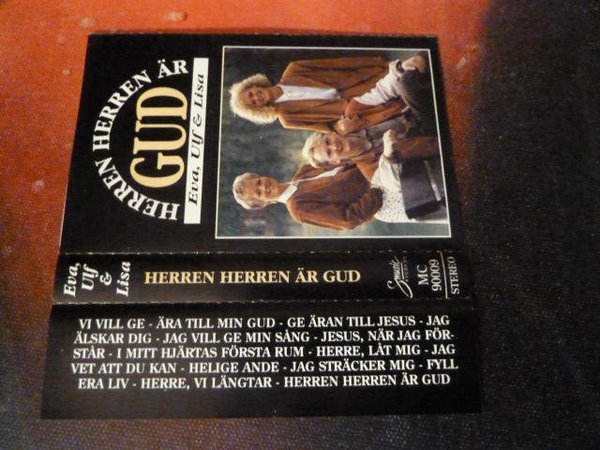 HERREN HERREN ÄR
GUD
Eva, Ulf & Lisa
Eva,
Ulf
&
Lisa
HERREN HERREN ÄR GUD
MC
90009
STEREO
VI VILL GE - ÄRA TILL MIN GUD - GE ÄRAN TILL JESUS - JAG
ÄLSKAR DIG - JAG VILL GE MIN SÅNG - JESUS, NÄR JAG FÖR-
STÅR - I MITT HJÄRTAS FÖRSTA RUM - HERRE, LÅT MIG - JAG
VET ATT DU KAN - HELIGE ANDE - JAG STRÄCKER MIG - FYLL
ERA LIV - HERRE, VI LÄNGTAR - HERREN HERREN ÄR GUD